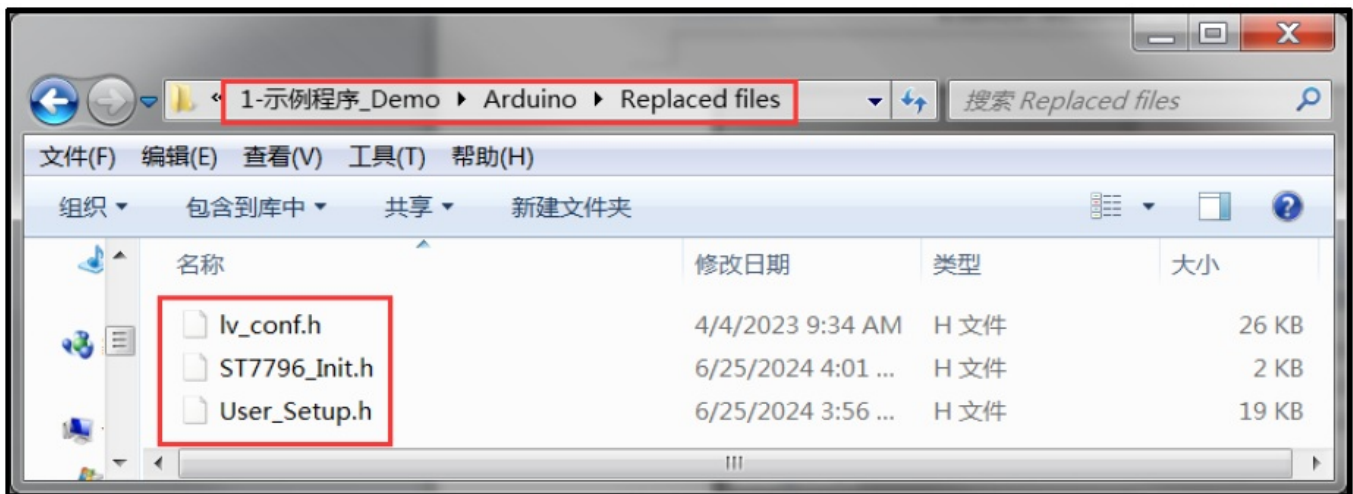 « 1-示例程序_Demo ▸ Arduino ▸ Replaced files
搜索 Replaced files
文件(F) 编辑(E) 查看(V) 工具(T) 帮助(H)
组织 包含到库中 共享 新建文件夹
名称 修改日期 类型 大小
lv_conf.h 4/4/2023 9:34 AM H 文件 26 KB
ST7796_Init.h 6/25/2024 4:01 ... H 文件 2 KB
User_Setup.h 6/25/2024 3:56 ... H 文件 19 KB